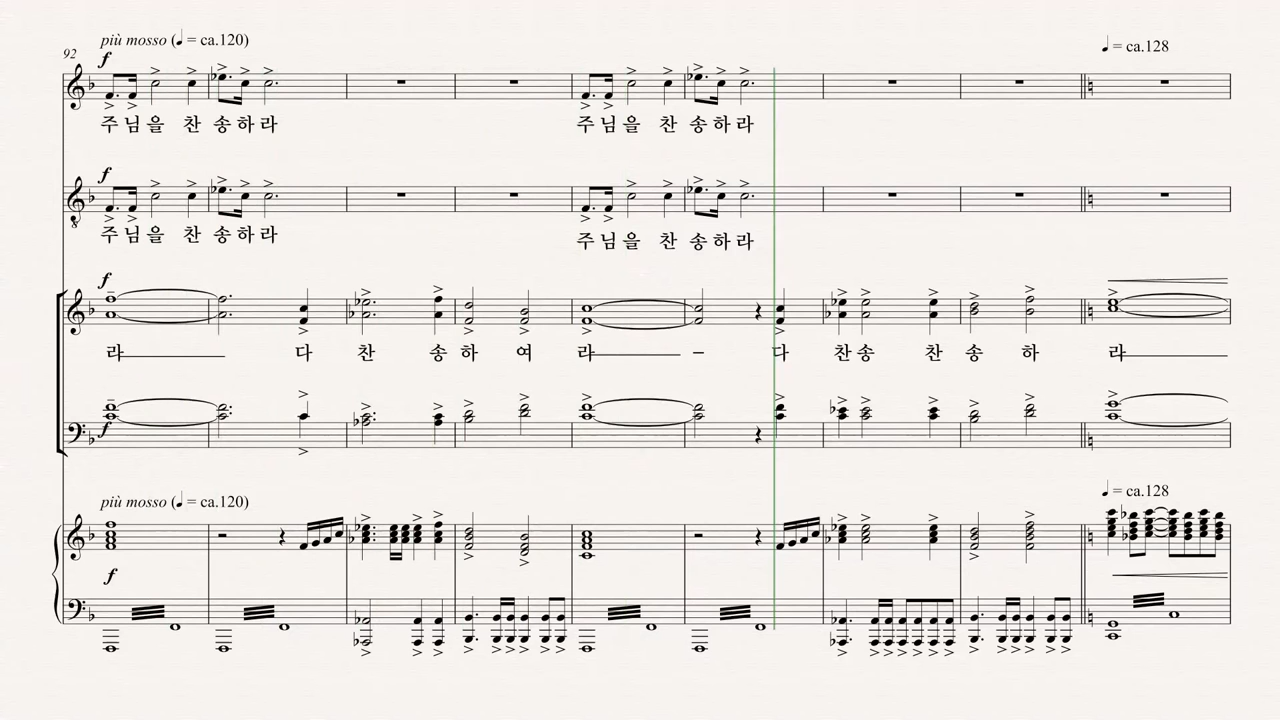 più mosso (♩ = ca.120)
♩ = ca.128
92
f
주 님 을 찬 송 하 라 주 님 을 찬 송 하 라
f
주 님 을 찬 송 하 라 주 님 을 찬 송 하 라
f
라 다 찬 송 하 여 라 – 다 찬 송 찬 송 하 라
f
più mosso (♩ = ca.120)
♩ = ca.128
f